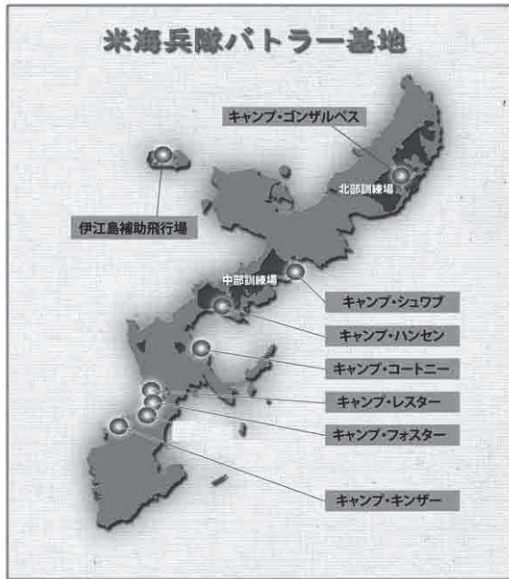 米海兵隊バトラー基地
キャンプ・ゴンザルベス
北部訓練場
伊江島補助飛行場
中部訓練場
キャンプ・シュワブ
キャンプ・ハンセン
キャンプ・コートニー
キャンプ・レスター
キャンプ・フォスター
キャンプ・キンザー